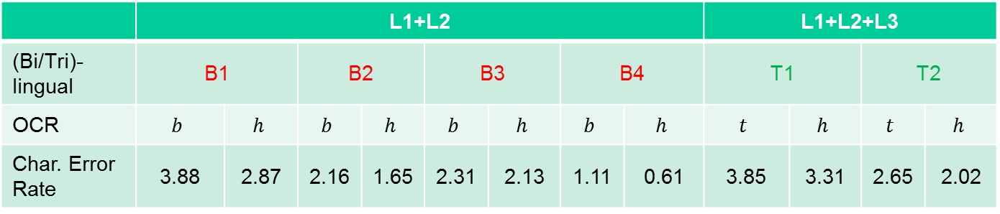 L1+L2 L1+L2+L3
(Bi/Tri)-
lingual B1 B2 B3 B4 T1 T2
OCR b h b h b h b h t h t h
Char. Error
Rate 3.88 2.87 2.16 1.65 2.31 2.13 1.11 0.61 3.85 3.31 2.65 2.02